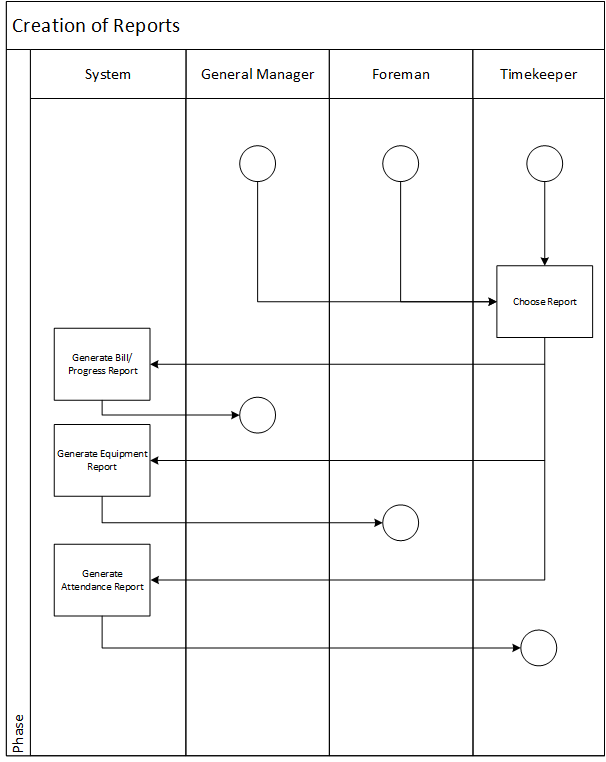 Creation of Reports
System
General Manager
Foreman
Timekeeper
Choose Report
Generate Bill/
Progress Report
Generate Equipment
Report
Generate
Attendance Report
Phase